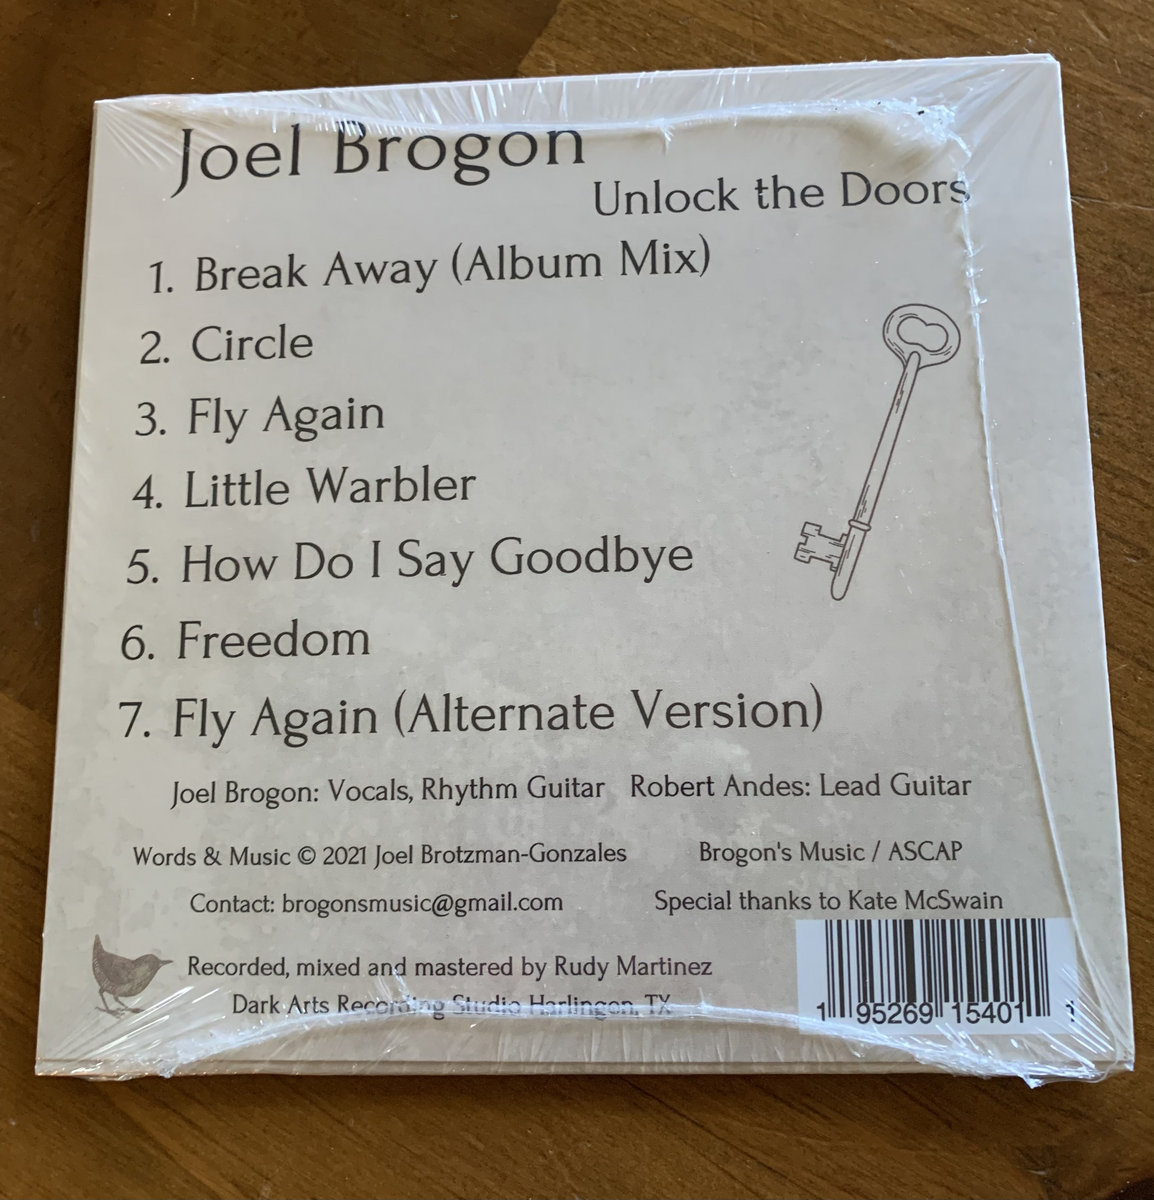 Joel Brogon
Unlock the Doors
1. Break Away (Album Mix)
2. Circle
3. Fly Again
4. Little Warbler
5. How Do I Say Goodbye
6. Freedom
7. Fly Again (Alternate Version)
Joel Brogon: Vocals, Rhythm Guitar Robert Andes: Lead Guitar
Words & Music © 2021 Joel Brotzman-Gonzales Brogon's Music / ASCAP
Contact: brogonsmusic@gmail.com Special thanks to Kate McSwain
Recorded, mixed and mastered by Rudy Martinez
Dark Arts Recording Studio Harlingen, TX
1 95269 15401 1